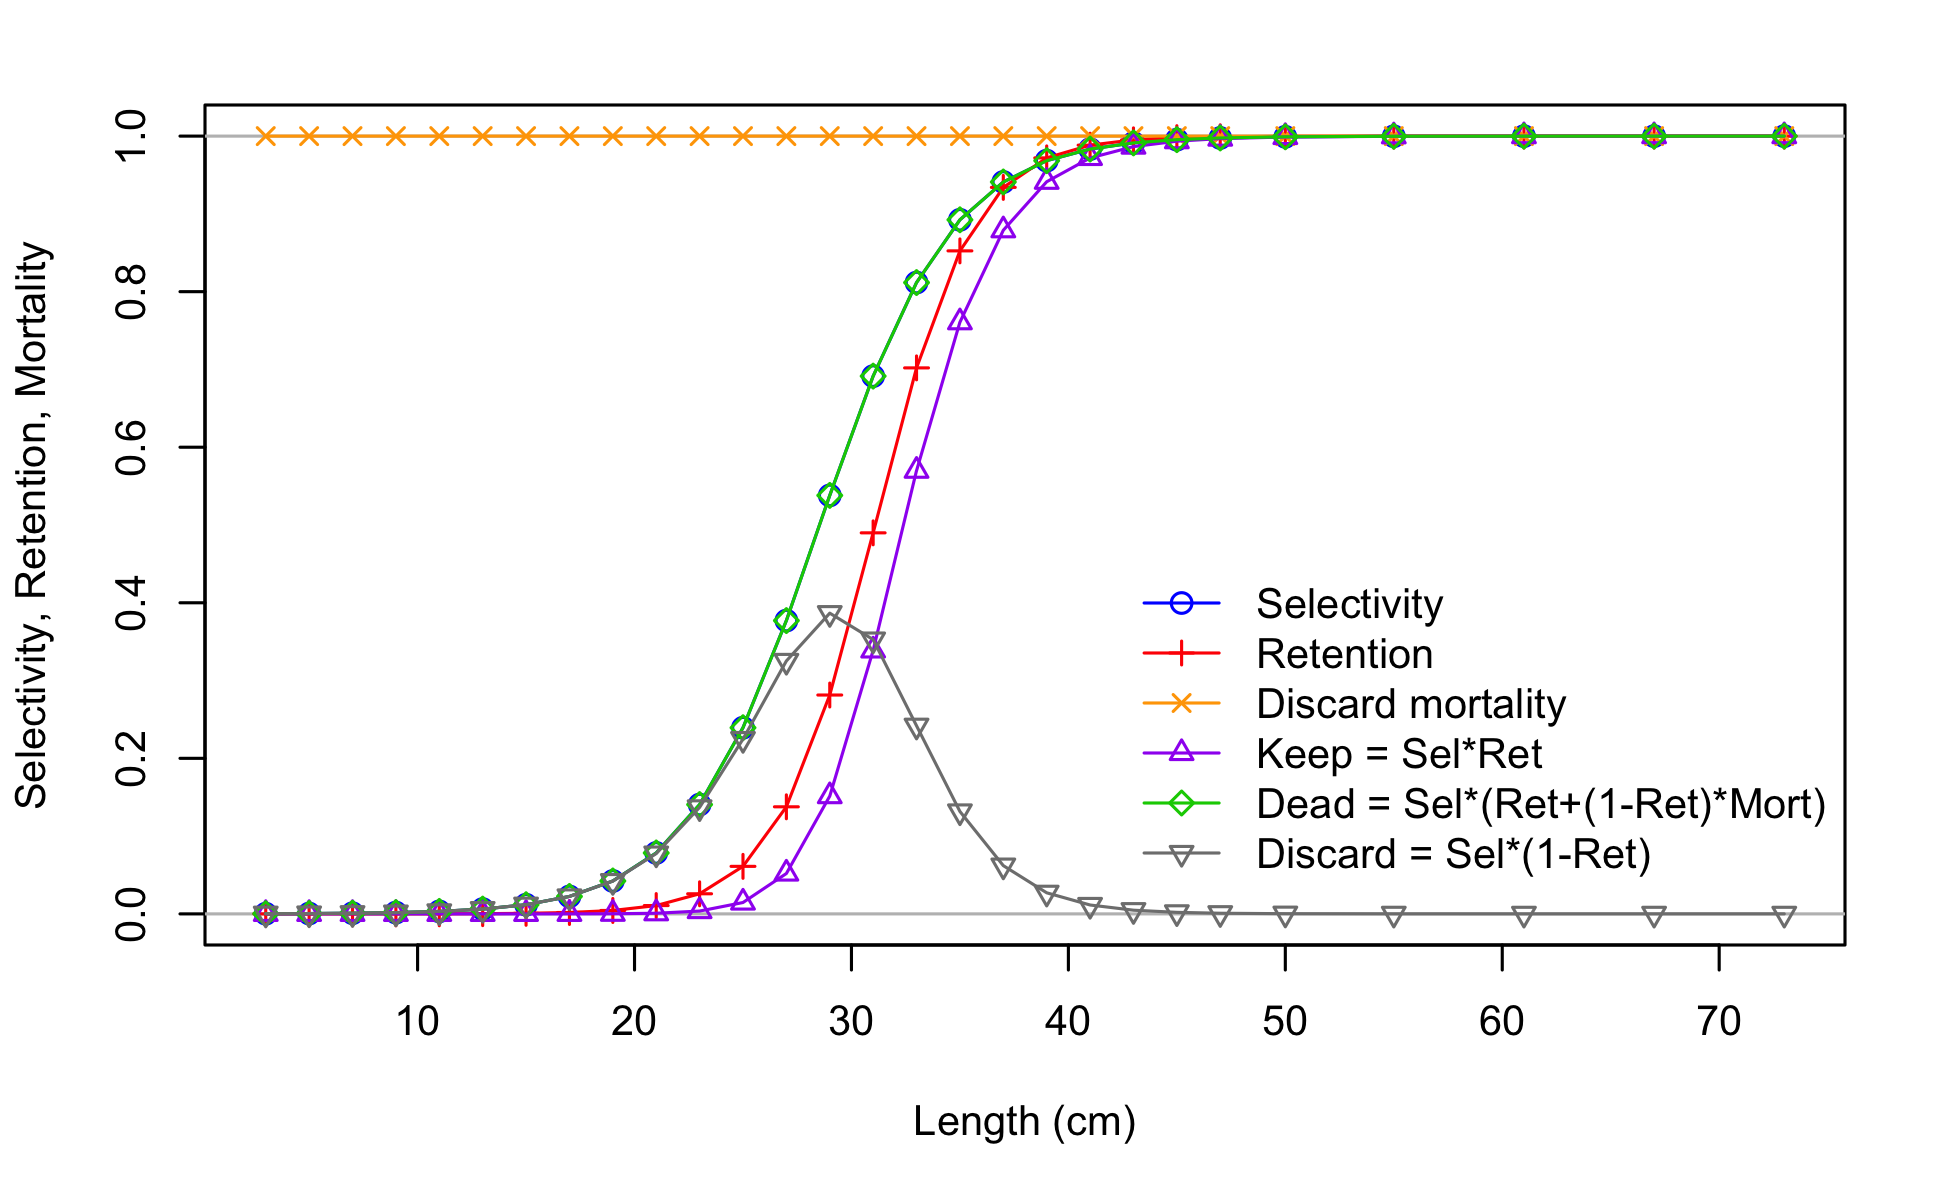 Selectivity, Retention, Mortality
1.0
0.8
0.6
0.4
0.2
0.0
Selectivity
Retention
Discard mortality
Keep = Sel*Ret
Dead = Sel*(Ret+(1-Ret)*Mort)
Discard = Sel*(1-Ret)
10 20 30 40 50 60 70
Length (cm)